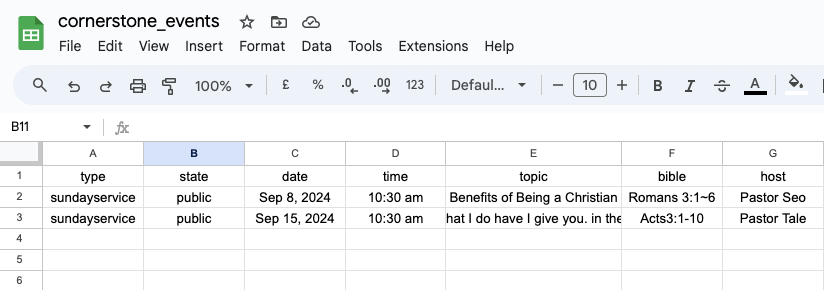 cornerstone_events
File Edit View Insert Format Data Tools Extensions Help
100% £ % .0 .00 123 Defaul... − 10 + B I S A
B11 fx
A B C D E F G
1 type state date time topic bible host
2 sundayservice public Sep 8, 2024 10:30 am Benefits of Being a Christian Romans 3:1~6 Pastor Seo
3 sundayservice public Sep 15, 2024 10:30 am hat I do have I give you. in the Acts3:1-10 Pastor Tale
4
5
6